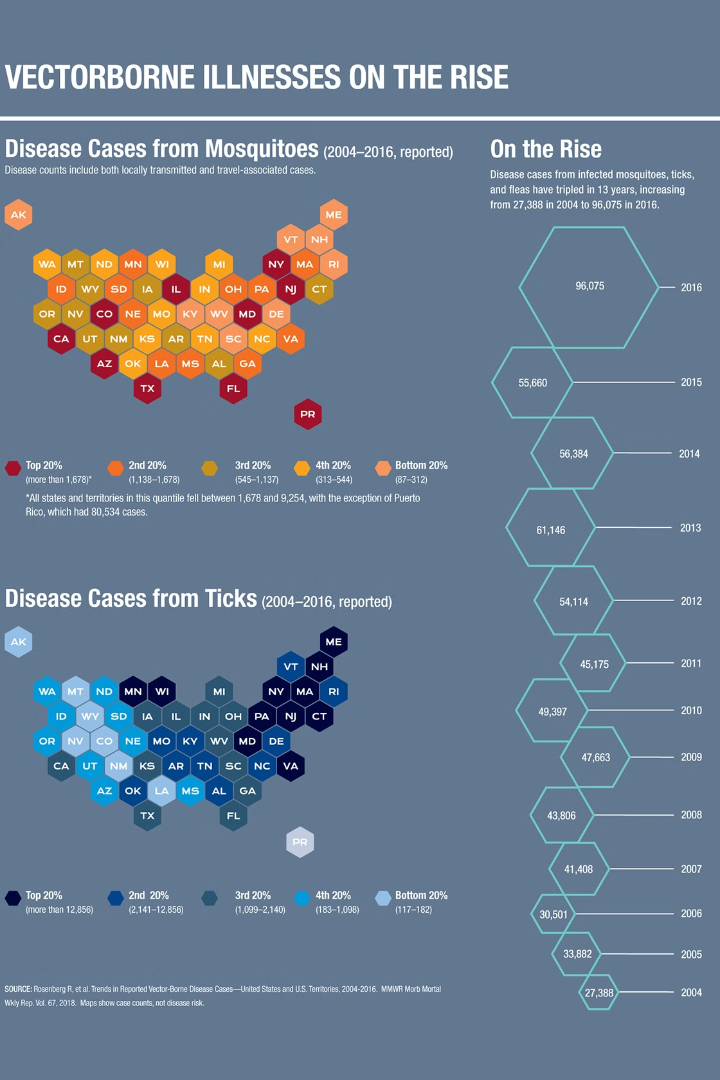 VECTORBORNE ILLNESSES ON THE RISE
Disease Cases from Mosquitoes (2004–2016, reported)
Disease counts include both locally transmitted and travel-associated cases.
AK
ME
VT NH
WA MT ND MN WI MI NY MA RI
ID WY SD IA IL IN OH PA NJ CT
OR NV CO NE MO KY WV MD DE
CA UT NM KS AR TN SC NC VA
AZ OK LA MS AL GA
TX FL
PR
Top 20% 2nd 20% 3rd 20% 4th 20% Bottom 20%
(more than 1,678)* (1,138–1,678) (545–1,137) (313–544) (87–312)
*All states and territories in this quantile fell between 1,678 and 9,254, with the exception of Puerto
Rico, which had 80,534 cases.
Disease Cases from Ticks (2004–2016, reported)
AK
ME
VT NH
WA MT ND MN WI MI NY MA RI
ID WY SD IA IL IN OH PA NJ CT
OR NV CO NE MO KY WV MD DE
CA UT NM KS AR TN SC NC VA
AZ OK LA MS AL GA
TX FL
PR
Top 20% 2nd 20% 3rd 20% 4th 20% Bottom 20%
(more than 12,856) (2,141–12,856) (1,099–2,140) (183–1,098) (117–182)
SOURCE: Rosenberg R, et al. Trends in Reported Vector-Borne Disease Cases—United States and U.S. Territories, 2004-2016. MMWR Morb Mortal
Wkly Rep. Vol. 67, 2018. Maps show case counts, not disease risk.
On the Rise
Disease cases from infected mosquitoes, ticks,
and fleas have tripled in 13 years, increasing
from 27,388 in 2004 to 96,075 in 2016.
96,075 2016
55,660 2015
56,384 2014
61,146 2013
54,114 2012
45,175 2011
49,397 2010
47,663 2009
43,806 2008
41,408 2007
30,501 2006
33,882 2005
27,388 2004